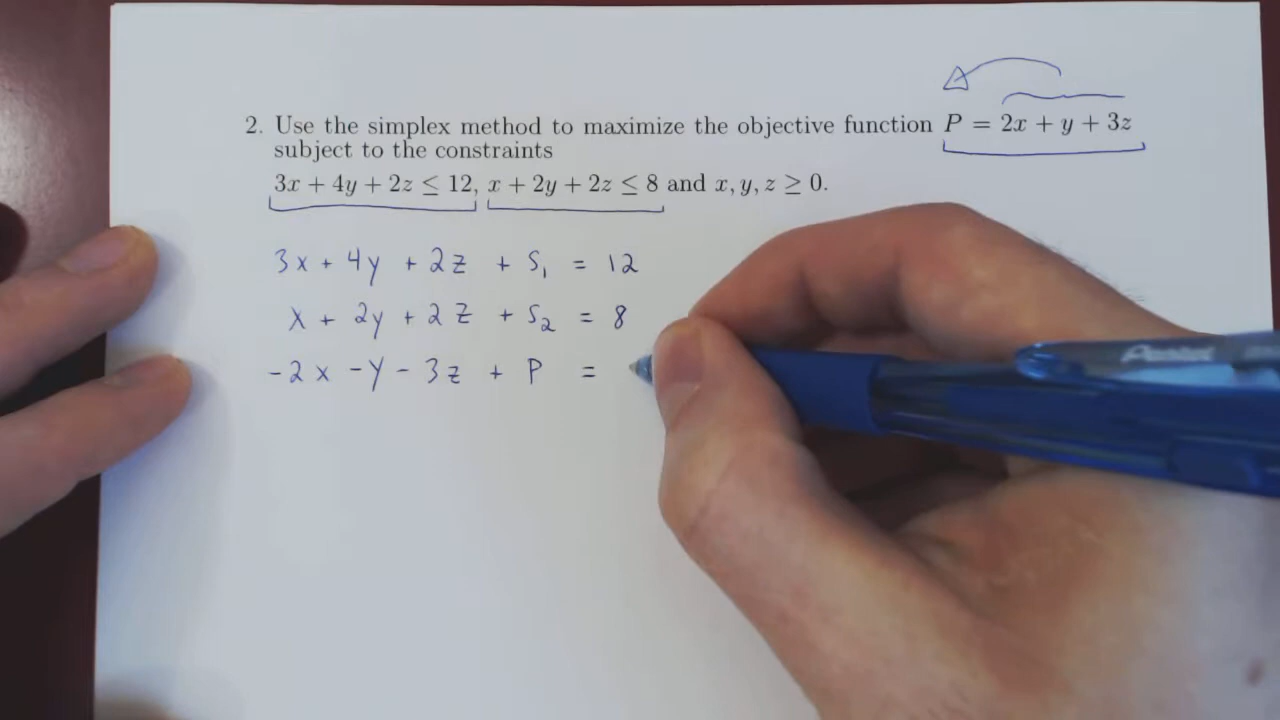 2. Use the simplex method to maximize the objective function P = 2x + y + 3z
subject to the constraints
3x + 4y + 2z ≤ 12, x + 2y + 2z ≤ 8 and x, y, z ≥ 0.
3x + 4y + 2z + S₁ = 12
x + 2y + 2z + S₂ = 8
-2x - y - 3z + P =